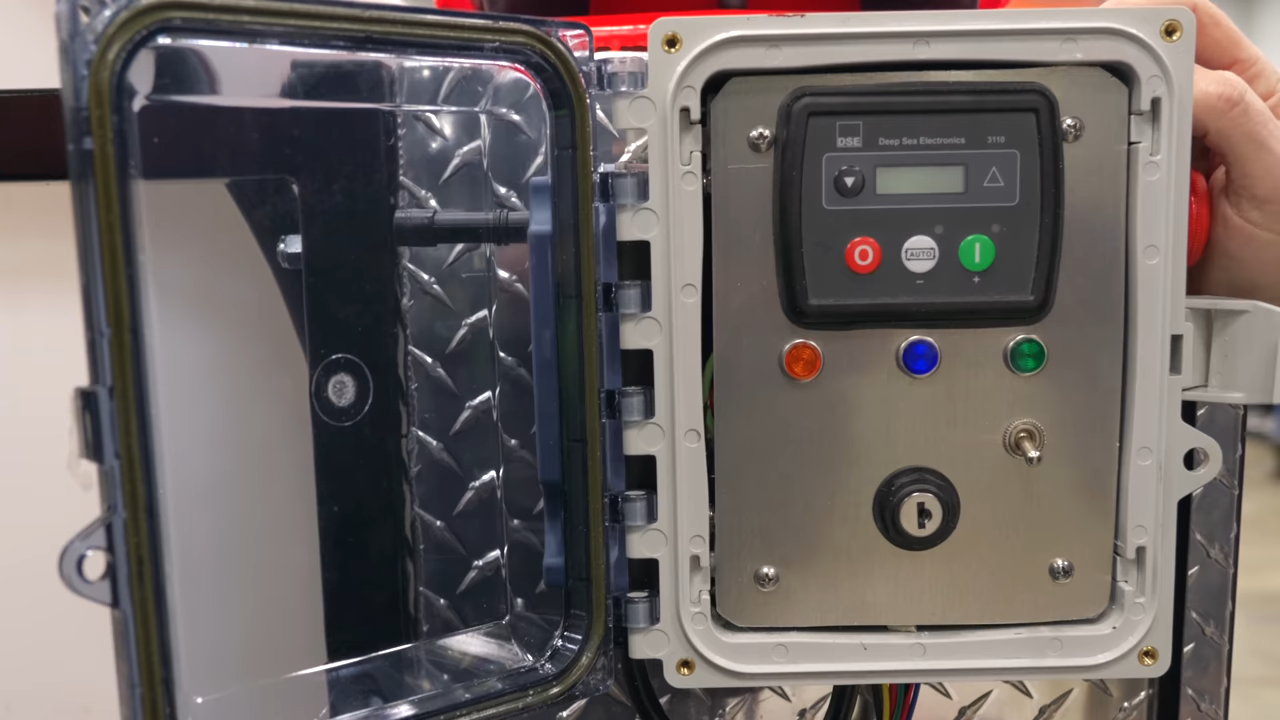 DSE Deep Sea Electronics 3110
O AUTO I
− +